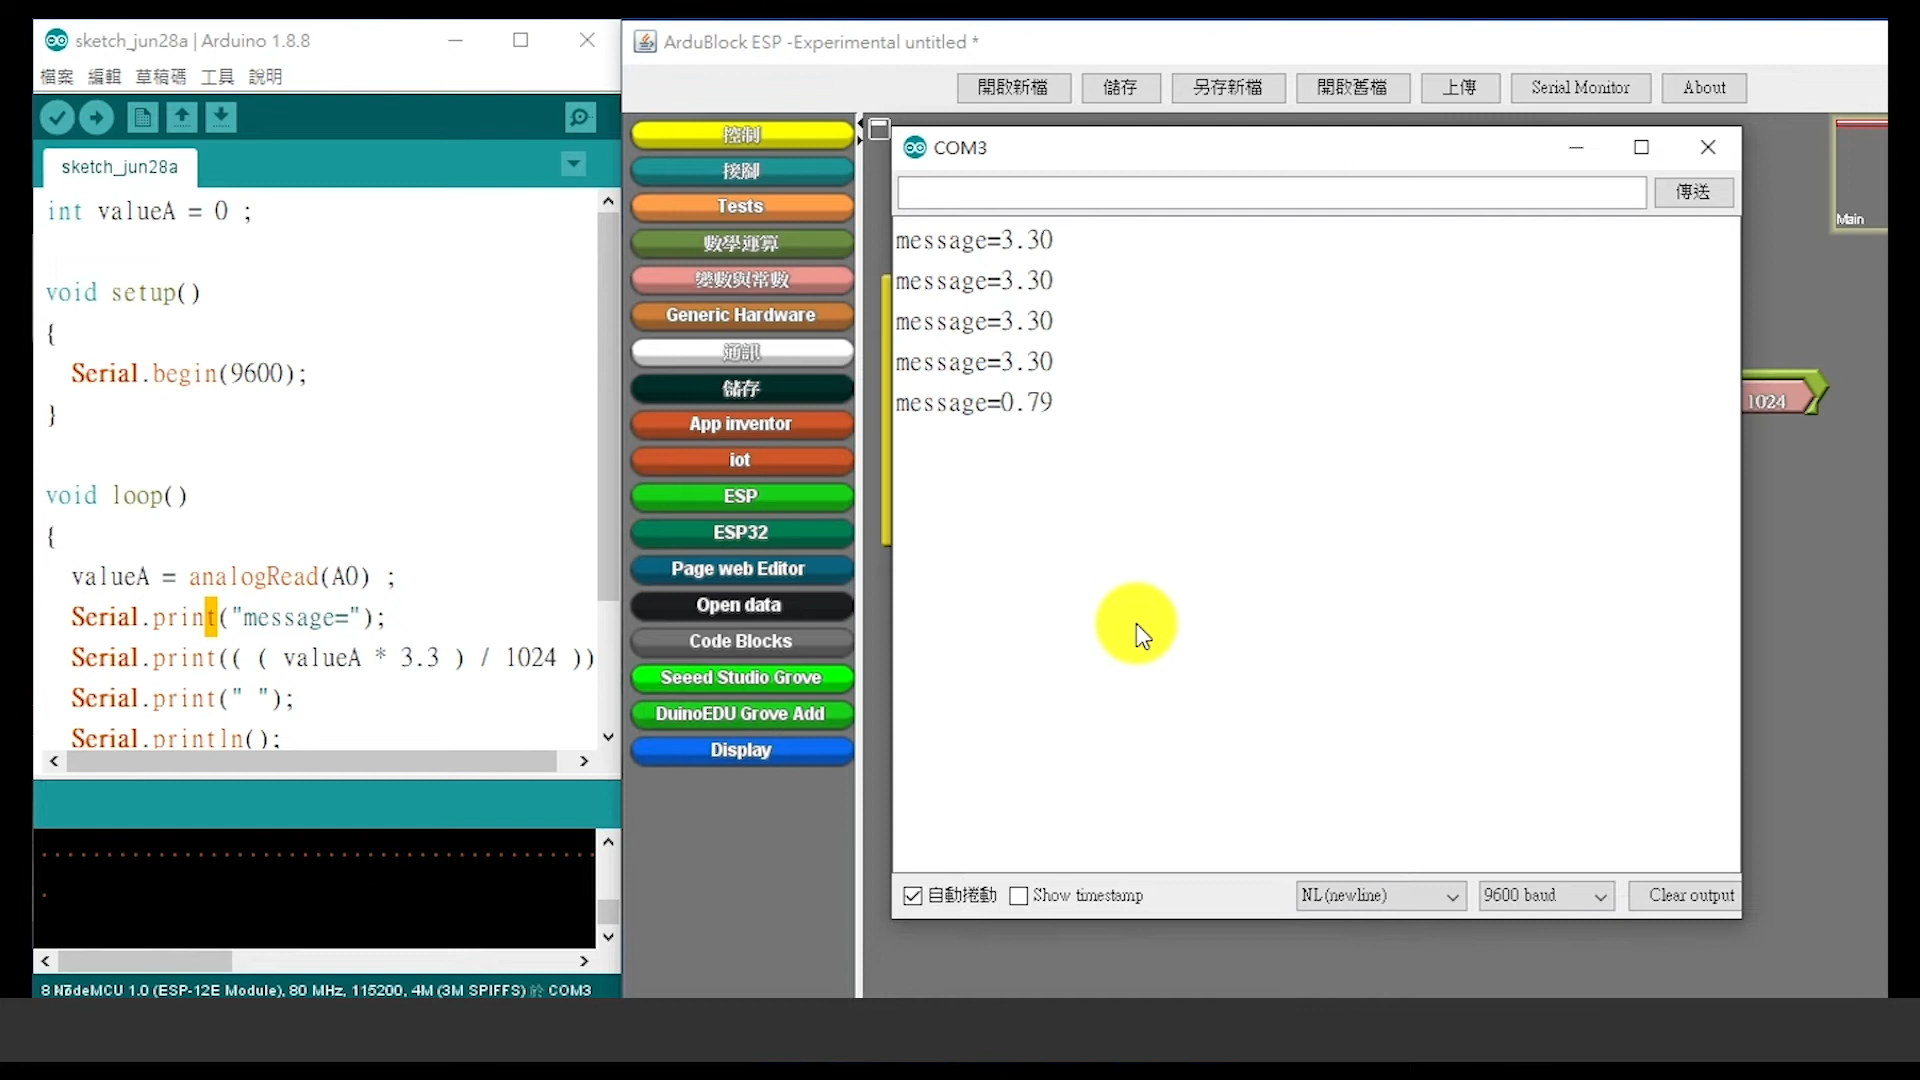 sketch_jun28a | Arduino 1.8.8
檔案 編輯 草稿碼 工具 說明
sketch_jun28a
int valueA = 0 ;
void setup()
{
Serial.begin(9600);
}
void loop()
{
valueA = analogRead(A0) ;
Serial.print("message=");
Serial.print(( ( valueA * 3.3 ) / 1024 ))
Serial.print(" ");
Serial.println();
8 NodeMCU 1.0 (ESP-12E Module), 80 MHz, 115200, 4M (3M SPIFFS) 於 COM3
ArduBlock ESP -Experimental untitled *
開啟新檔 儲存 另存新檔 開啟舊檔 上傳 Serial Monitor About
控制
接腳
Tests
數學運算
變數與常數
Generic Hardware
通訊
儲存
App inventor
iot
ESP
ESP32
Page web Editor
Open data
Code Blocks
Seeed Studio Grove
DuinoEDU Grove Add
Display
COM3
傳送
message=3.30
message=3.30
message=3.30
message=3.30
message=0.79
自動捲動 Show timestamp NL(newline) 9600 baud Clear output
Main
1024